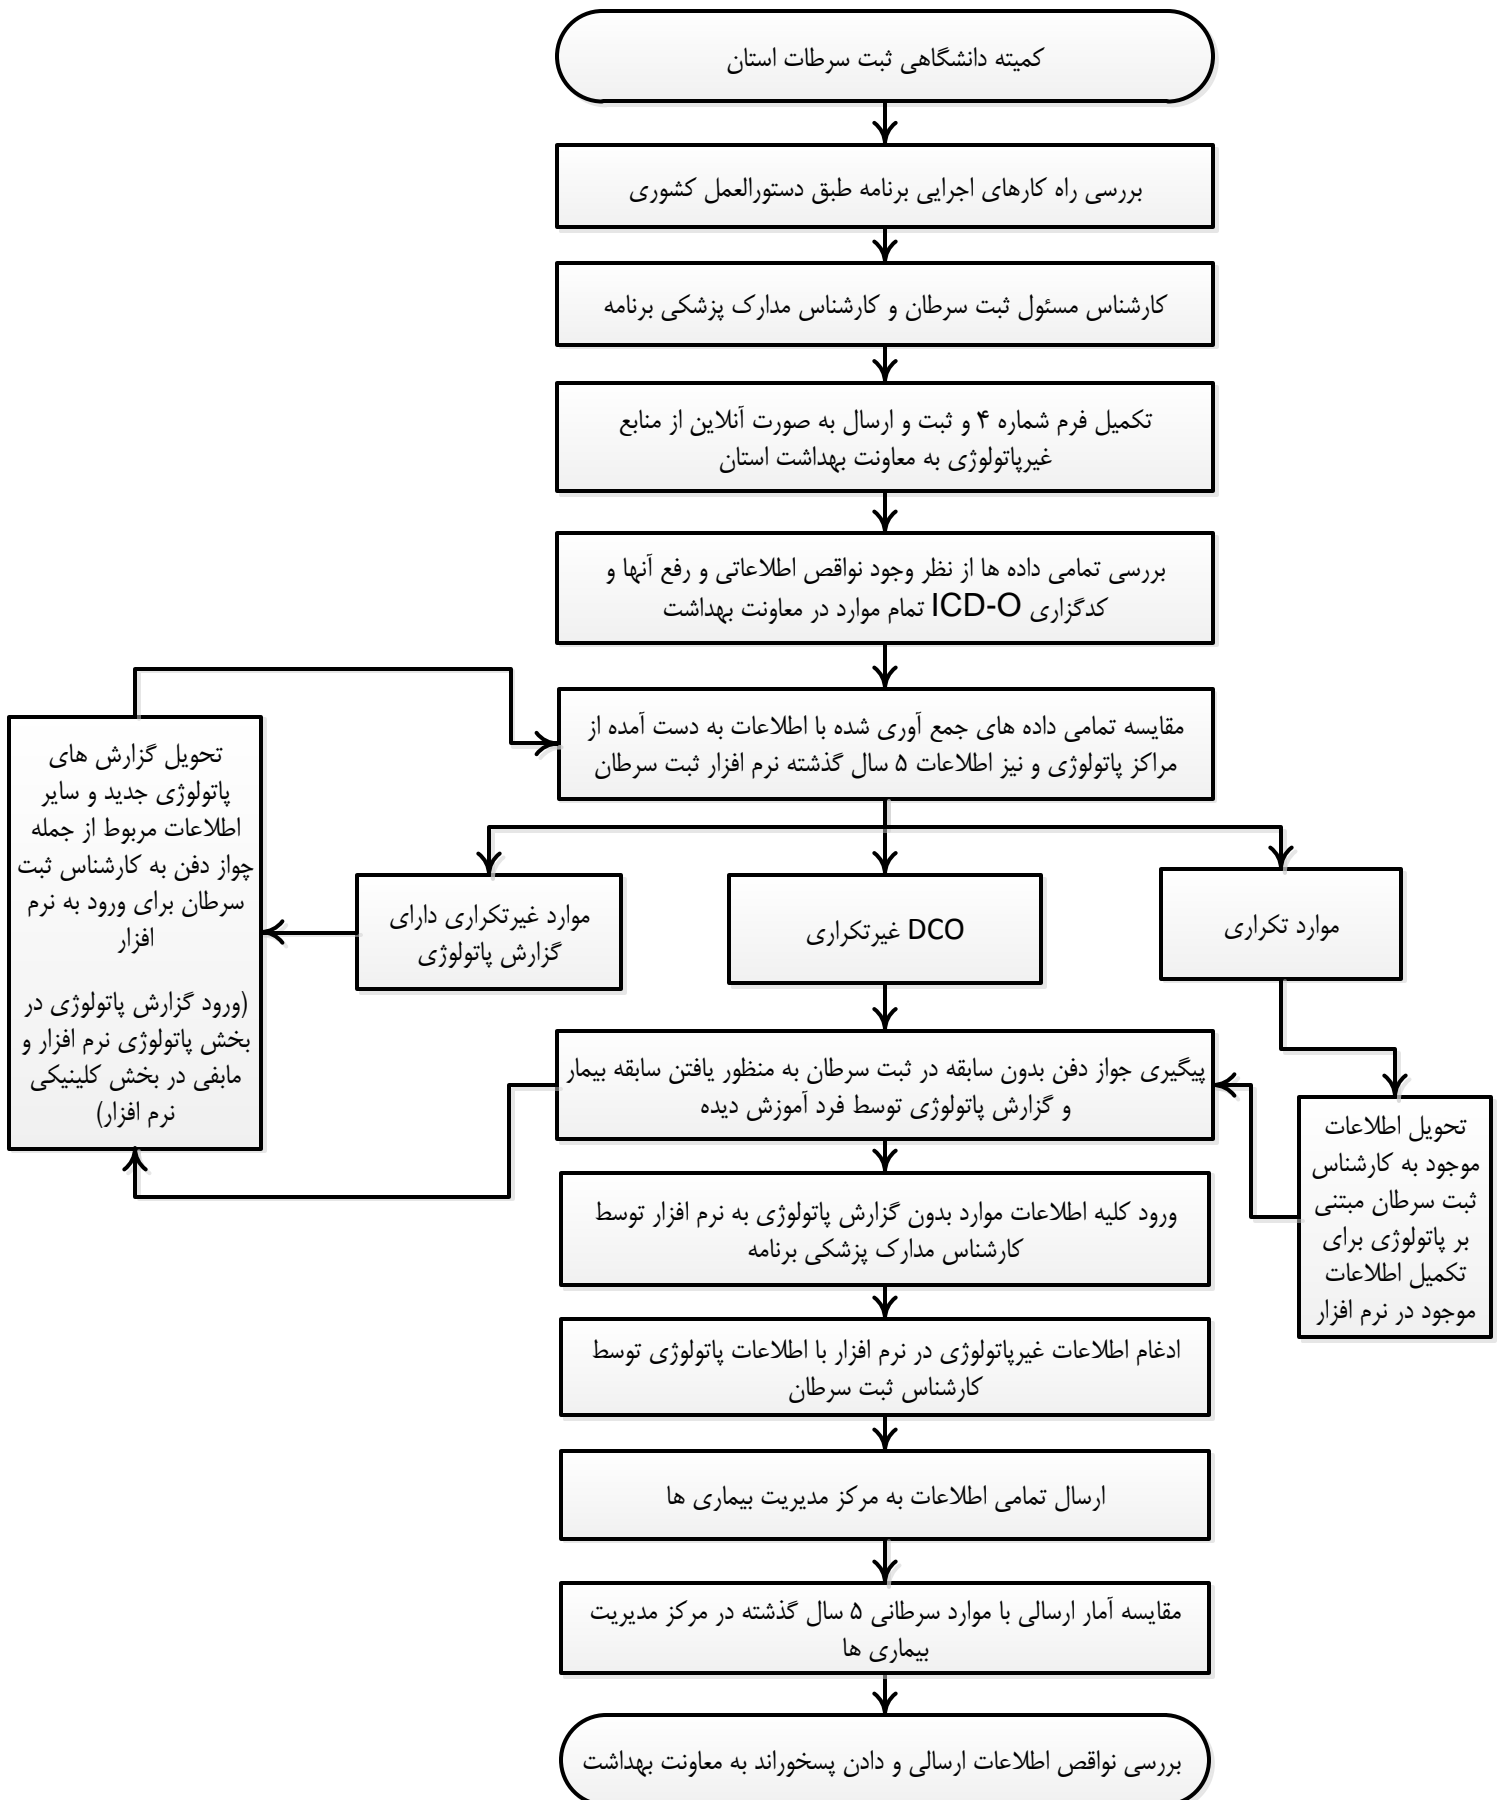 کمیته دانشگاهی ثبت سرطات استان
بررسی راه کارهای اجرایی برنامه طبق دستورالعمل کشوری
کارشناس مسئول ثبت سرطان و کارشناس مدارک پزشکی برنامه
تکمیل فرم شماره ۴ و ثبت و ارسال به صورت آنلاین از منابع
غیرپاتولوژی به معاونت بهداشت استان
بررسی تمامی داده ها از نظر وجود نواقص اطلاعاتی و رفع آنها و
کدگزاری ICD-O تمام موارد در معاونت بهداشت
مقایسه تمامی داده های جمع آوری شده با اطلاعات به دست آمده از
مراکز پاتولوژی و نیز اطلاعات ۵ سال گذشته نرم افزار ثبت سرطان
موارد تکراری
DCO غیرتکراری
موارد غیرتکراری دارای
گزارش پاتولوژی
تحویل گزارش های
پاتولوژی جدید و سایر
اطلاعات مربوط از جمله
چواز دفن به کارشناس ثبت
سرطان برای ورود به نرم
افزار
(ورود گزارش پاتولوژی در
بخش پاتولوژی نرم افزار و
مابفی در بخش کلینیکی
نرم افزار)
تحویل اطلاعات
موجود به کارشناس
ثبت سرطان مبتنی
بر پاتولوژی برای
تکمیل اطلاعات
موجود در نرم افزار
پیگیری جواز دفن بدون سابقه در ثبت سرطان به منظور یافتن سابقه بیمار
و گزارش پاتولوژی توسط فرد آموزش دیده
ورود کلیه اطلاعات موارد بدون گزارش پاتولوژی به نرم افزار توسط
کارشناس مدارک پزشکی برنامه
ادغام اطلاعات غیرپاتولوژی در نرم افزار با اطلاعات پاتولوژی توسط
کارشناس ثبت سرطان
ارسال تمامی اطلاعات به مرکز مدیریت بیماری ها
مقایسه آمار ارسالی با موارد سرطانی ۵ سال گذشته در مرکز مدیریت
بیماری ها
بررسی نواقص اطلاعات ارسالی و دادن پسخوراند به معاونت بهداشت